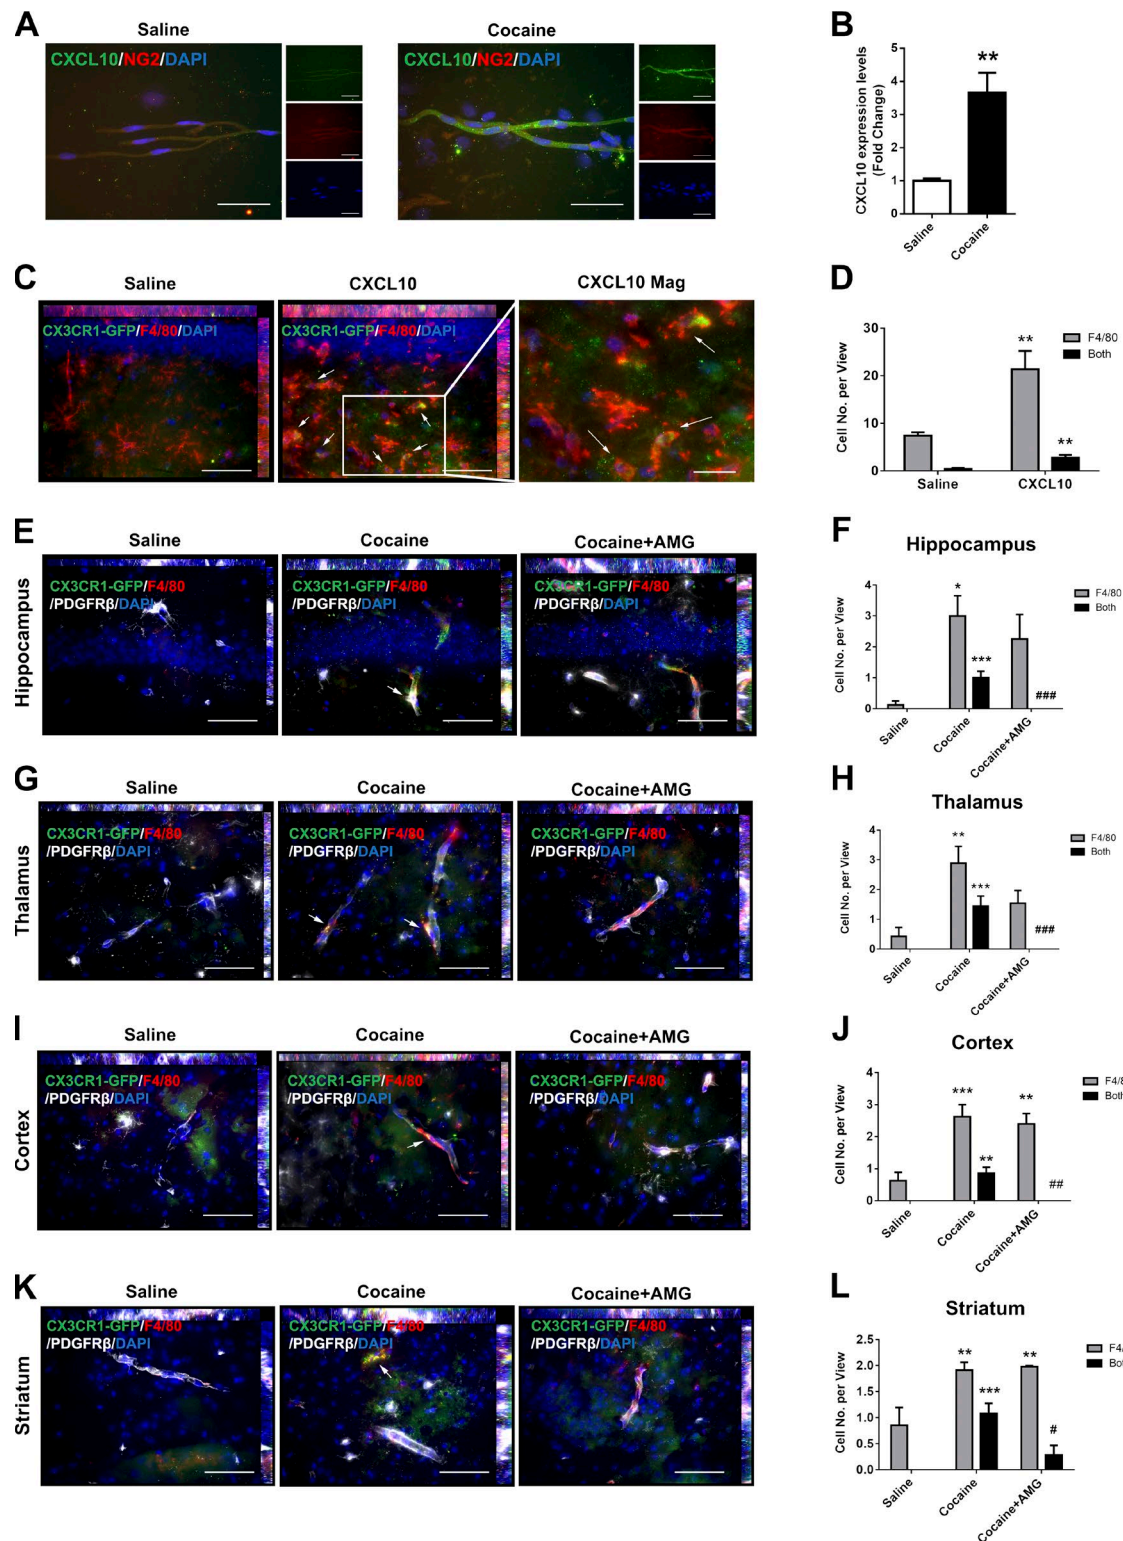 A
Saline
Cocaine
CXCL10/NG2/DAPI
CXCL10/NG2/DAPI
B
CXCL10 expression levels
(Fold Change)
5
4
3
2
1
0
**
Saline
Cocaine
C
Saline
CXCL10
CXCL10 Mag
CX3CR1-GFP/F4/80/DAPI
CX3CR1-GFP/F4/80/DAPI
D
Cell No. per View
30
20
10
0
**
**
F4/80
Both
Saline
CXCL10
E
Hippocampus
Saline
Cocaine
Cocaine+AMG
CX3CR1-GFP/F4/80
/PDGFRβ/DAPI
CX3CR1-GFP/F4/80
/PDGFRβ/DAPI
CX3CR1-GFP/F4/80
/PDGFRβ/DAPI
F
Hippocampus
Cell No. per View
4
3
2
1
0
*
***
###
F4/80
Both
Saline
Cocaine
Cocaine+AMG
G
Thalamus
Saline
Cocaine
Cocaine+AMG
CX3CR1-GFP/F4/80
/PDGFRβ/DAPI
CX3CR1-GFP/F4/80
/PDGFRβ/DAPI
CX3CR1-GFP/F4/80
/PDGFRβ/DAPI
H
Thalamus
Cell No. per View
4
3
2
1
0
**
***
###
F4/80
Both
Saline
Cocaine
Cocaine+AMG
I
Cortex
Saline
Cocaine
Cocaine+AMG
CX3CR1-GFP/F4/80
/PDGFRβ/DAPI
CX3CR1-GFP/F4/80
/PDGFRβ/DAPI
CX3CR1-GFP/F4/80
/PDGFRβ/DAPI
J
Cortex
Cell No. per View
4
3
2
1
0
***
**
**
##
F4/8
Both
Saline
Cocaine
Cocaine+AMG
K
Striatum
Saline
Cocaine
Cocaine+AMG
CX3CR1-GFP/F4/80
/PDGFRβ/DAPI
CX3CR1-GFP/F4/80
/PDGFRβ/DAPI
CX3CR1-GFP/F4/80
/PDGFRβ/DAPI
L
Striatum
Cell No. per View
2.5
2.0
1.5
1.0
0.5
0.0
**
***
**
#
F4/
Bot
Saline
Cocaine
Cocaine+AMG